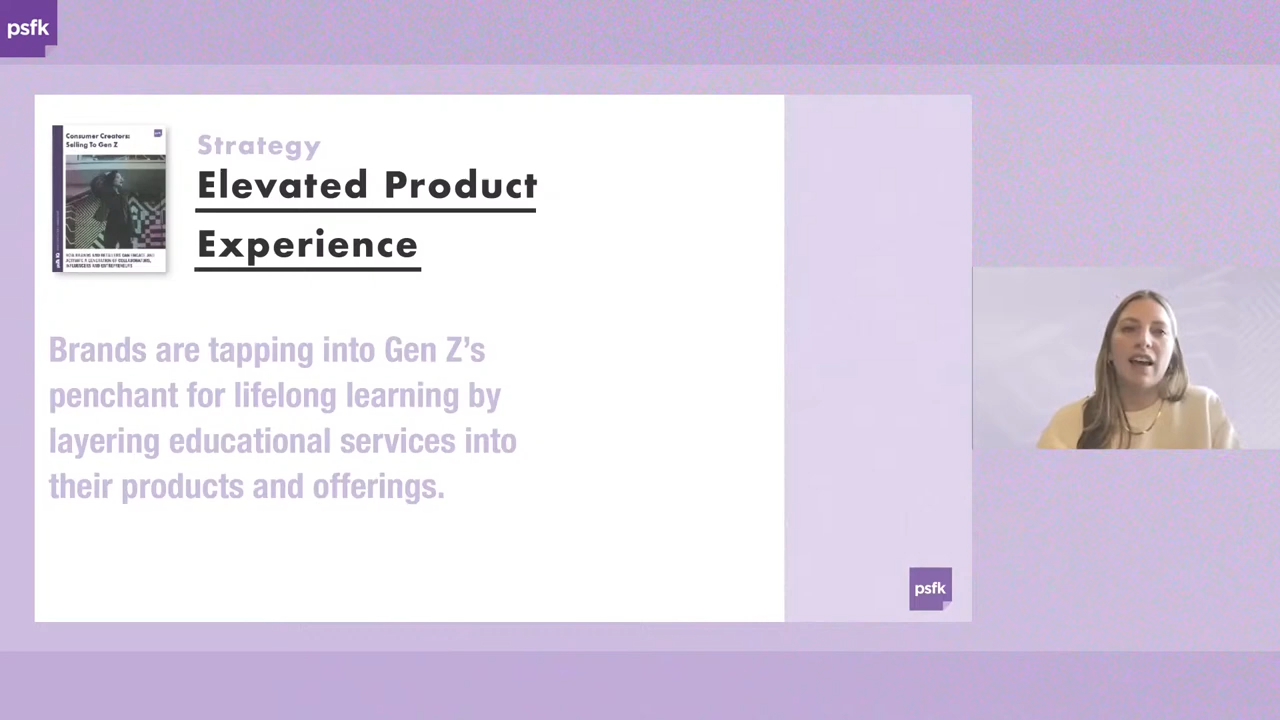 psfk
Consumer Creators:
Selling To Gen Z
Strategy
Elevated Product
Experience
Brands are tapping into Gen Z’s
penchant for lifelong learning by
layering educational services into
their products and offerings.
psfk